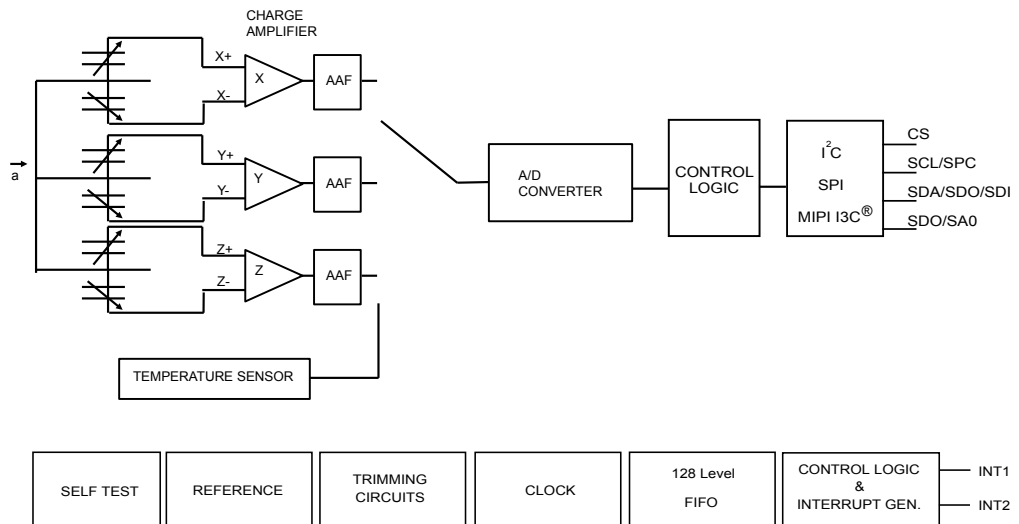 CHARGE
AMPLIFIER
X+
X
AAF
X-
a
Y+
Y
AAF
Y-
Z+
Z
AAF
Z-
A/D
CONVERTER
CONTROL
LOGIC
I²C
SPI
MIPI I3C®
CS
SCL/SPC
SDA/SDO/SDI
SDO/SA0
TEMPERATURE SENSOR
SELF TEST
REFERENCE
TRIMMING
CIRCUITS
CLOCK
128 Level
FIFO
CONTROL LOGIC
&
INTERRUPT GEN.
INT1
INT2